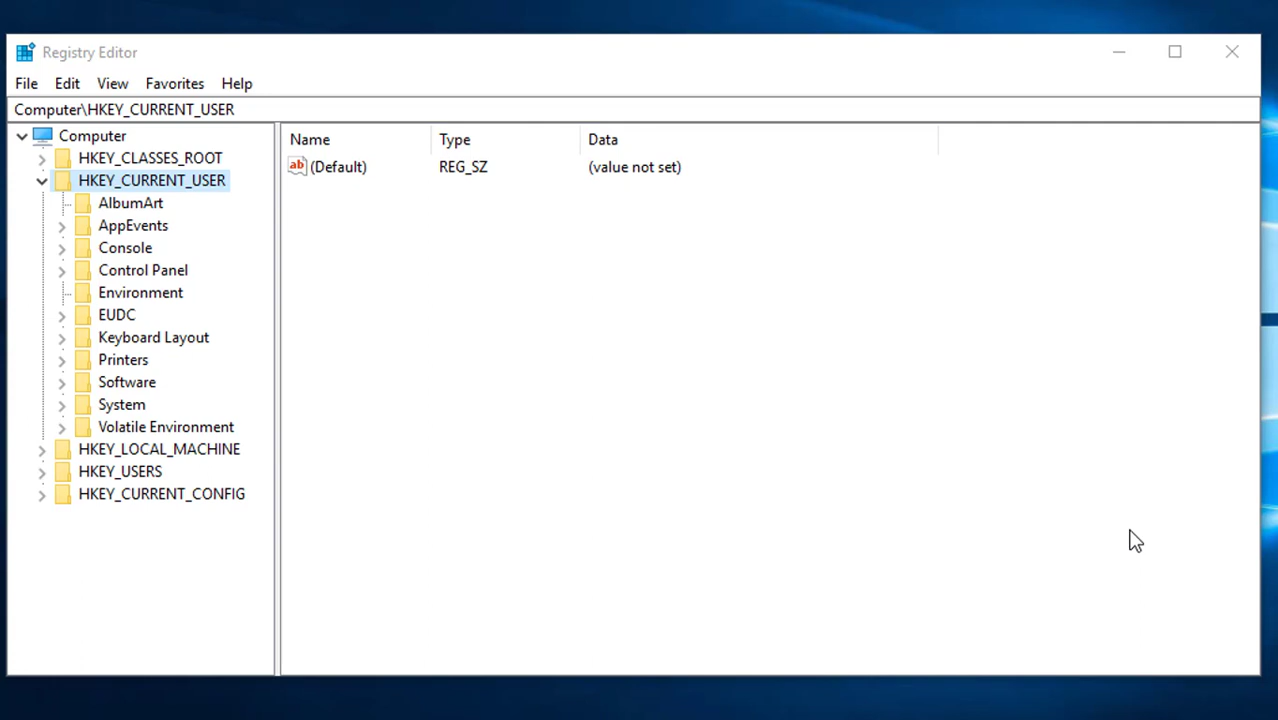 Registry Editor
File Edit View Favorites Help
Computer\HKEY_CURRENT_USER
Computer
HKEY_CLASSES_ROOT
HKEY_CURRENT_USER
AlbumArt
AppEvents
Console
Control Panel
Environment
EUDC
Keyboard Layout
Printers
Software
System
Volatile Environment
HKEY_LOCAL_MACHINE
HKEY_USERS
HKEY_CURRENT_CONFIG
Name Type Data
ab (Default) REG_SZ (value not set)